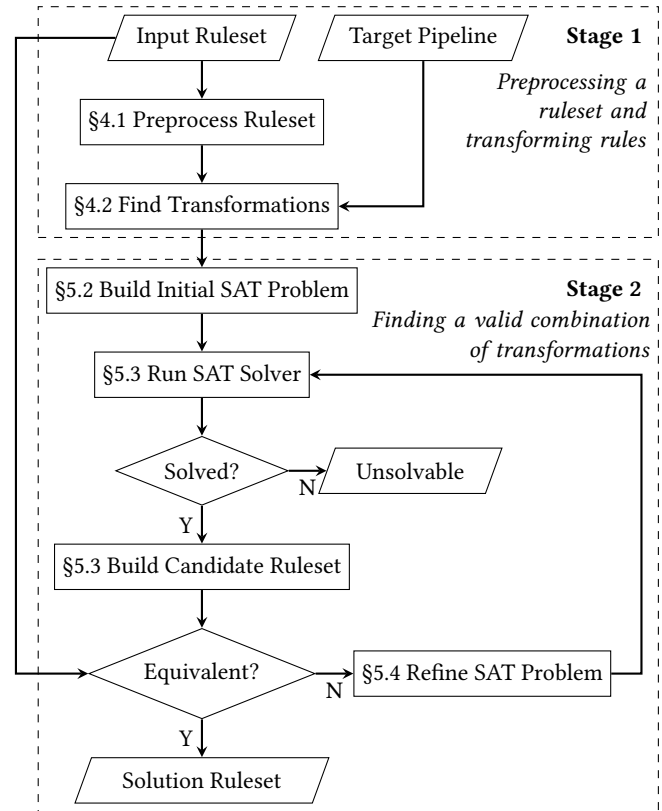 Input Ruleset
Target Pipeline
Stage 1
Preprocessing a
ruleset and
transforming rules
§4.1 Preprocess Ruleset
§4.2 Find Transformations
Stage 2
Finding a valid combination
of transformations
§5.2 Build Initial SAT Problem
§5.3 Run SAT Solver
Solved?
N
Unsolvable
Y
§5.3 Build Candidate Ruleset
Equivalent?
N
§5.4 Refine SAT Problem
Y
Solution Ruleset